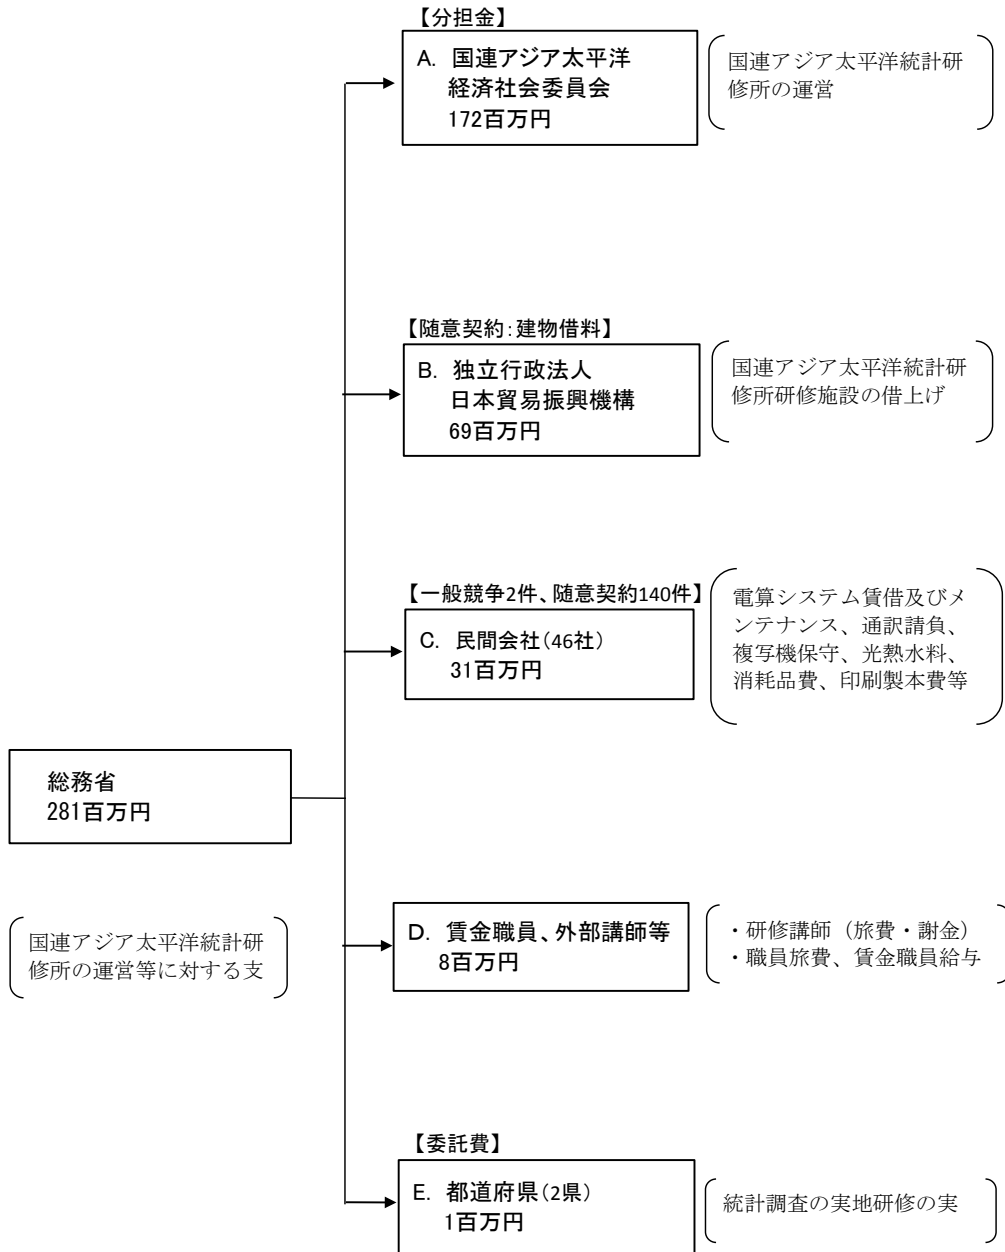 【分担金】
A. 国連アジア太平洋
経済社会委員会
172百万円
国連アジア太平洋統計研
修所の運営
【随意契約：建物借料】
B. 独立行政法人
日本貿易振興機構
69百万円
国連アジア太平洋統計研
修所研修施設の借上げ
【一般競争2件、随意契約140件】
C. 民間会社（46社）
31百万円
電算システム賃借及びメ
ンテナンス、通訳請負、
複写機保守、光熱水料、
消耗品費、印刷製本費等
総務省
281百万円
国連アジア太平洋統計研
修所の運営等に対する支
D. 賃金職員、外部講師等
8百万円
・研修講師（旅費・謝金）
・職員旅費、賃金職員給与
【委託費】
E. 都道府県（2県）
1百万円
統計調査の実地研修の実